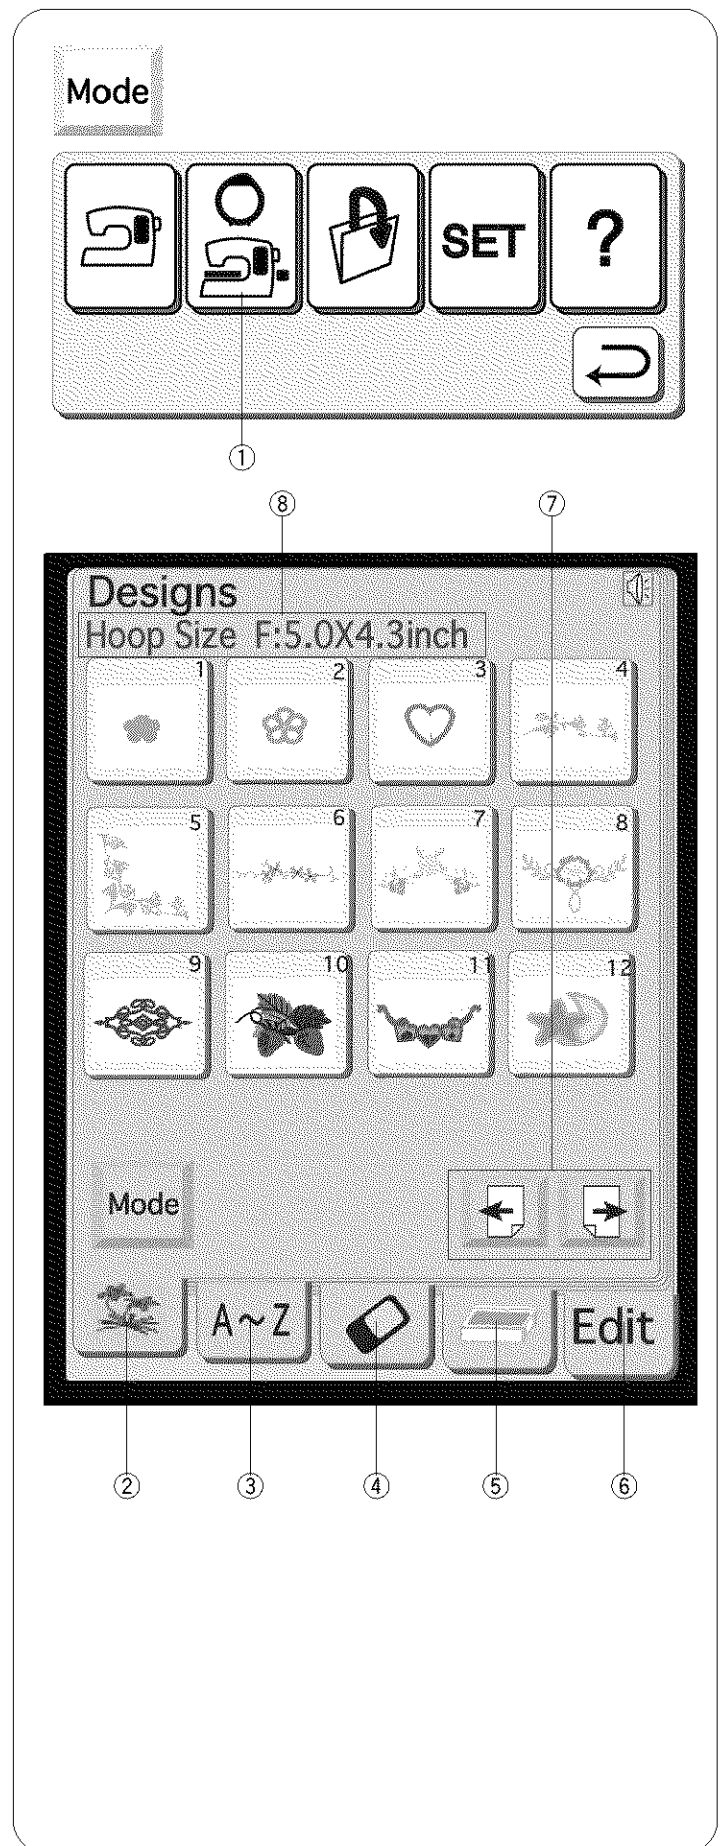 Mode
SET ?
①
⑧ ⑦
Designs
Hoop Size F:5.0X4.3inch
1 2 3 4
5 6 7 8
9 10 11 12
Mode
A~Z Edit
② ③ ④ ⑤ ⑥